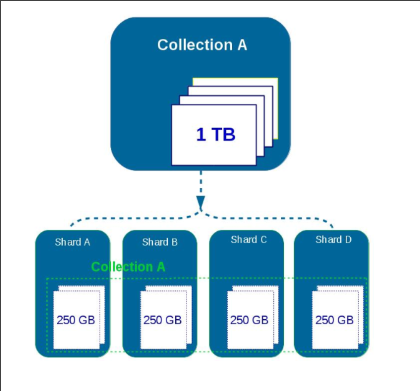 Collection A
1 TB
Shard A
Shard B
Shard C
Shard D
Collection A
250 GB
250 GB
250 GB
250 GB